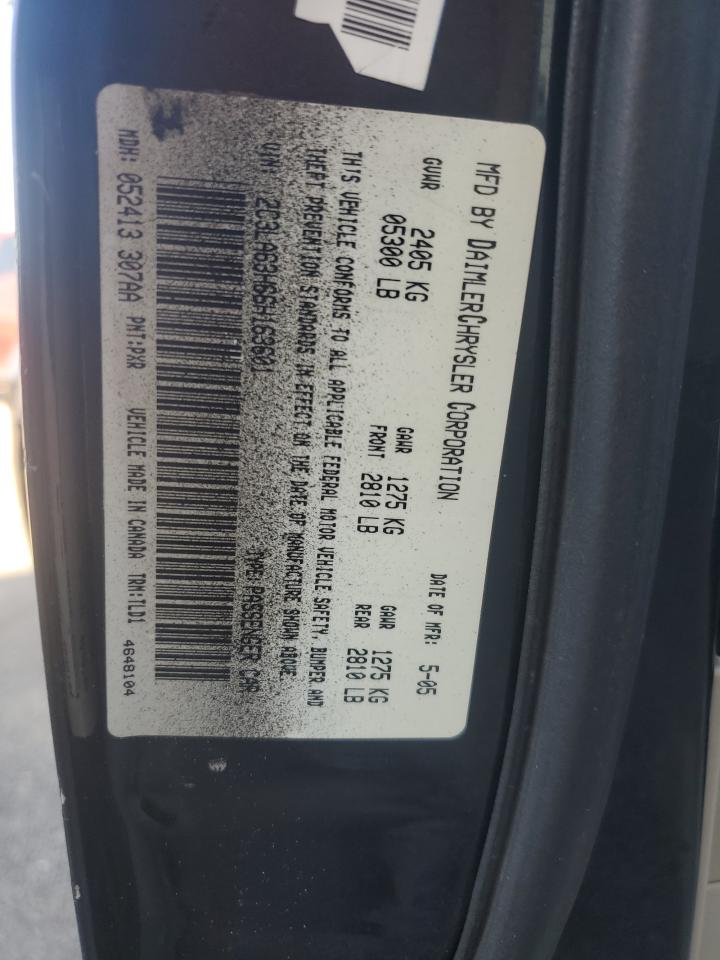 MFD BY DAIMLERCHRYSLER CORPORATION
DATE OF MFR: 5-05
GVWR 2405 KG
05300 LB
GAWR FRONT 1275 KG
2810 LB
GAWR REAR 1275 KG
2810 LB
THIS VEHICLE CONFORMS TO ALL APPLICABLE FEDERAL MOTOR VEHICLE SAFETY, BUMPER AND
THEFT PREVENTION STANDARDS IN EFFECT ON THE DATE OF MANUFACTURE SHOWN ABOVE.
VIN: TYPE: PASSENGER CAR
MDH: 052413 307AA PNT:PXR VEHICLE MADE IN CANADA TRM:TLD1
4648104